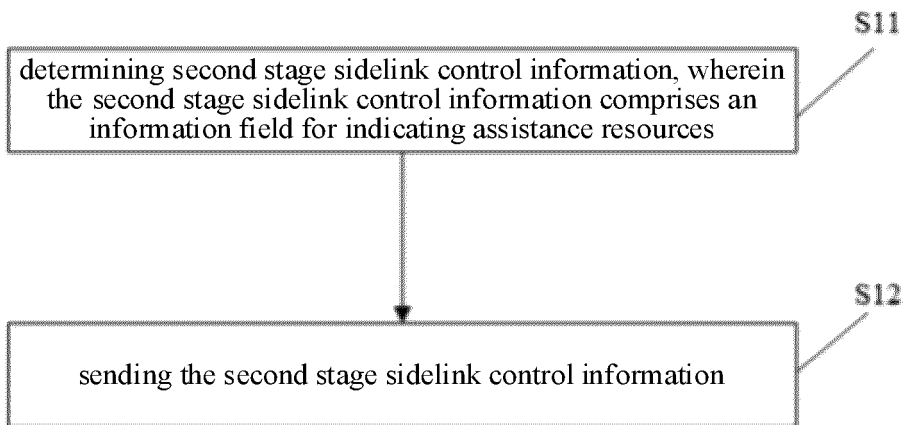 S11
determining second stage sidelink control information, wherein
the second stage sidelink control information comprises an
information field for indicating assistance resources
S12
sending the second stage sidelink control information